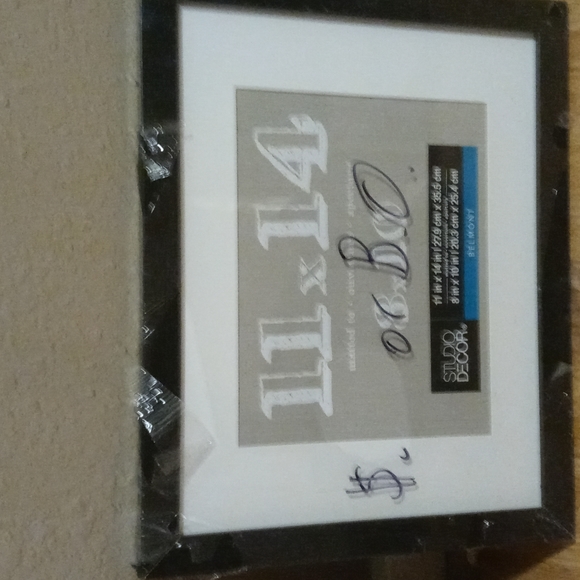 11x14
$. or B.O.
STUDIO
DECOR
11 in x 14 in | 27.9 cm x 35.5 cm
8 in x 10 in | 20.3 cm x 25.4 cm
BELMONT